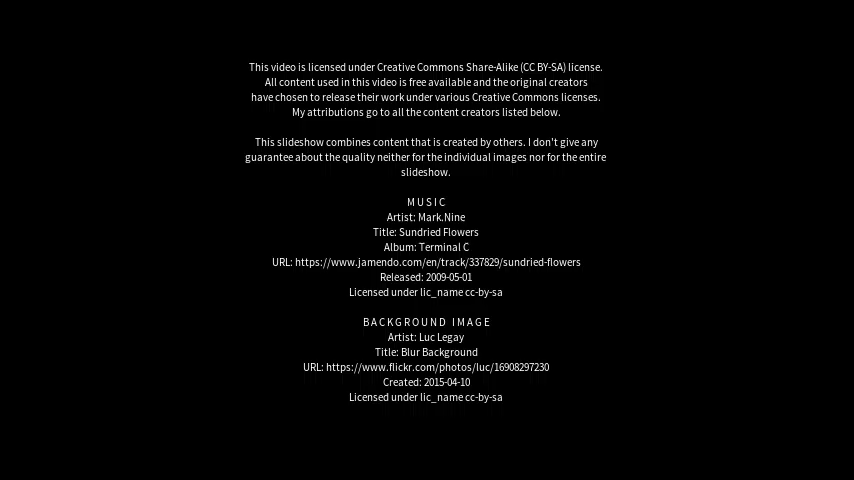 This video is licensed under Creative Commons Share-Alike (CC BY-SA) license.
All content used in this video is free available and the original creators
have chosen to release their work under various Creative Commons licenses.
My attributions go to all the content creators listed below.
This slideshow combines content that is created by others. I don't give any
guarantee about the quality neither for the individual images nor for the entire
slideshow.
MUSIC
Artist: Mark.Nine
Title: Sundried Flowers
Album: Terminal C
URL: https://www.jamendo.com/en/track/337829/sundried-flowers
Released: 2009-05-01
Licensed under lic_name cc-by-sa
BACKGROUND IMAGE
Artist: Luc Legay
Title: Blur Background
URL: https://www.flickr.com/photos/luc/16908297230
Created: 2015-04-10
Licensed under lic_name cc-by-sa